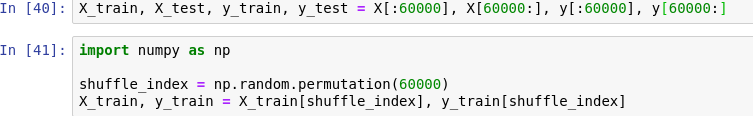 In [40]: X_train, X_test, y_train, y_test = X[:60000], X[60000:], y[:60000], y[60000:]
In [41]: import numpy as np
shuffle_index = np.random.permutation(60000)
X_train, y_train = X_train[shuffle_index], y_train[shuffle_index]